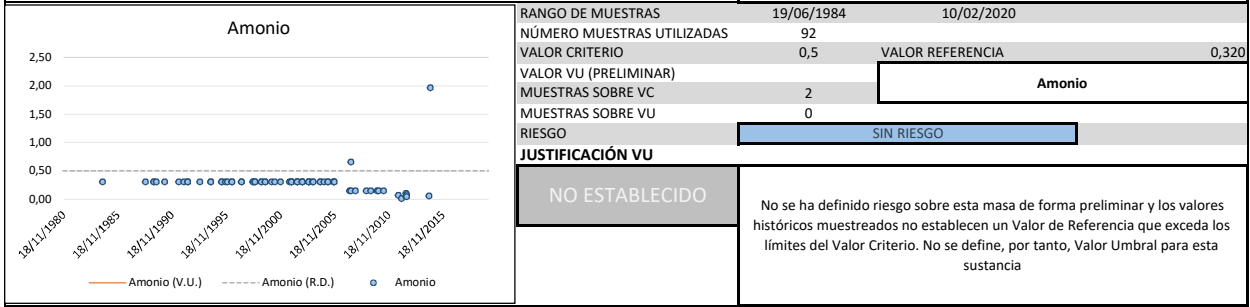 Amonio
2,50
2,00
1,50
1,00
0,50
0,00
18/11/1980
18/11/1985
18/11/1990
18/11/1995
18/11/2000
18/11/2005
18/11/2010
18/11/2015
Amonio (V.U.) Amonio (R.D.) Amonio
RANGO DE MUESTRAS 19/06/1984 10/02/2020
NÚMERO MUESTRAS UTILIZADAS 92
VALOR CRITERIO 0,5 VALOR REFERENCIA 0,320
VALOR VU (PRELIMINAR)
Amonio
MUESTRAS SOBRE VC 2
MUESTRAS SOBRE VU 0
RIESGO SIN RIESGO
JUSTIFICACIÓN VU
NO ESTABLECIDO
No se ha definido riesgo sobre esta masa de forma preliminar y los valores
históricos muestreados no establecen un Valor de Referencia que exceda los
límites del Valor Criterio. No se define, por tanto, Valor Umbral para esta
sustancia